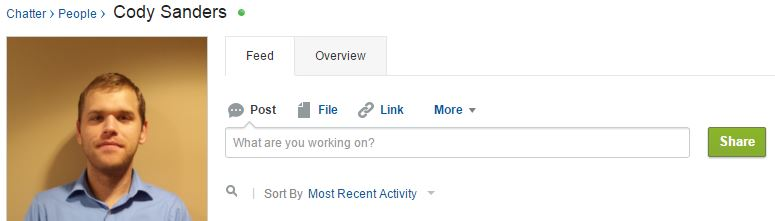 Chatter › People › Cody Sanders
Feed Overview
Post File Link More
What are you working on? Share
Sort By Most Recent Activity